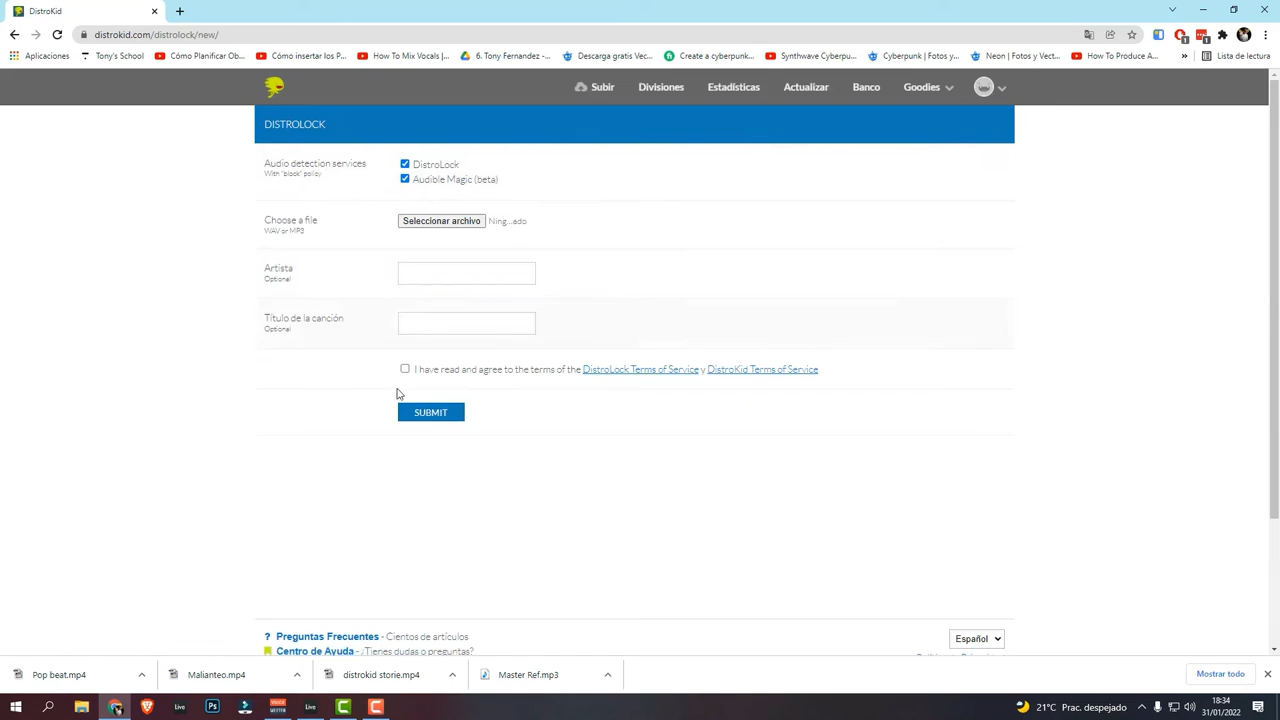 DistroKid
distrokid.com/distrolock/new/
Aplicaciones
Tony's School
Cómo Planificar Ob...
Cómo insertar los P...
How To Mix Vocals |...
6. Tony Fernandez -...
Descarga gratis Vec...
Create a cyberpunk...
Synthwave Cyberpu...
Cyberpunk | Fotos y...
Neon | Fotos y Vect...
How To Produce A...
»
Lista de lectura
Subir
Divisiones
Estadísticas
Actualizar
Banco
Goodies
DISTROLOCK
Audio detection services
With "block" policy
DistroLock
Audible Magic (beta)
Choose a file
WAV or MP3
Seleccionar archivo Ning...ado
Artista
Optional
Título de la canción
Optional
I have read and agree to the terms of the DistroLock Terms of Service y DistroKid Terms of Service
SUBMIT
? Preguntas Frecuentes - Cientos de artículos
Español
Centro de Ayuda - ¿Tienes dudas o preguntas?
Pop beat.mp4
Malianteo.mp4
distrokid storie.mp4
Master Ref.mp3
Mostrar todo
Live
Ps
Live
21°C Prac. despejado
18:34
31/01/2022